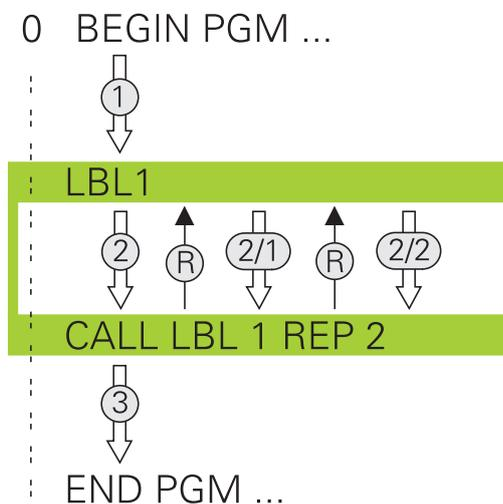 0 BEGIN PGM ...
1
LBL1
2 R 2/1 R 2/2
CALL LBL 1 REP 2
3
END PGM ...